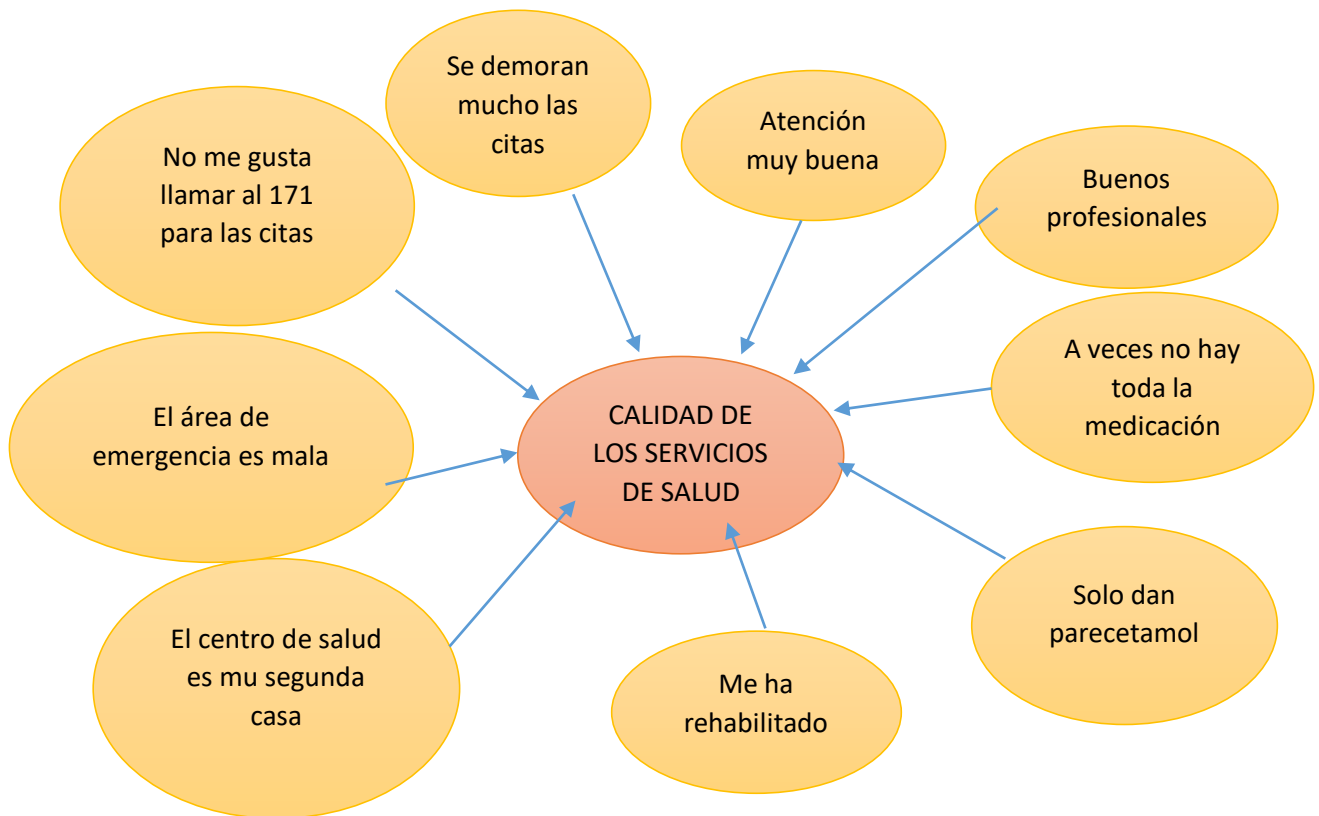 Se demoran
mucho las
citas
Atención
muy buena
Buenos
profesionales
A veces no hay
toda la
medicación
Solo dan
parecetamol
Me ha
rehabilitado
El centro de salud
es mu segunda
casa
El área de
emergencia es mala
No me gusta
llamar al 171
para las citas
CALIDAD DE
LOS SERVICIOS
DE SALUD